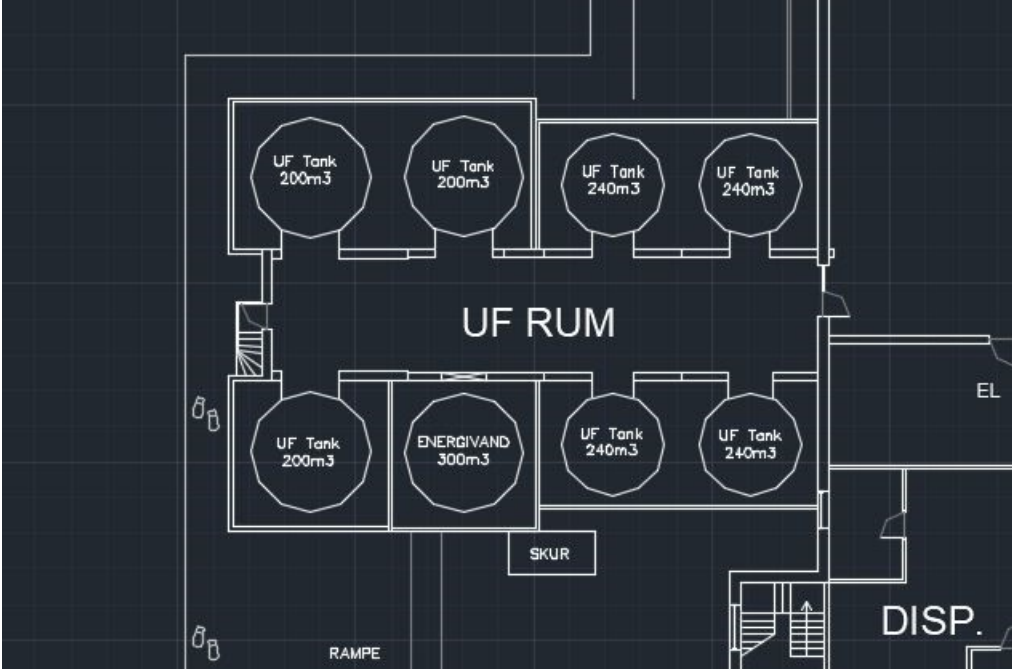 UF Tank
200m3
UF Tank
200m3
UF Tank
240m3
UF Tank
240m3
UF RUM
EL
UF Tank
200m3
ENERGIVAND
300m3
UF Tank
240m3
UF Tank
240m3
SKUR
DISP.
RAMPE